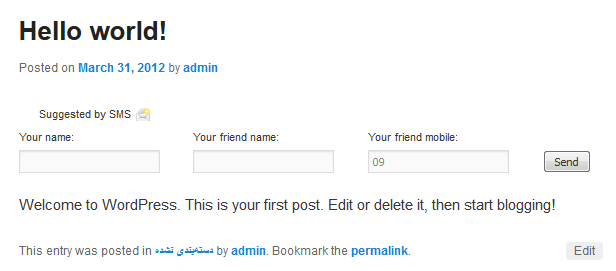 Hello world!
Posted on March 31, 2012 by admin
Suggested by SMS
Your name: Your friend name: Your friend mobile:
09 Send
Welcome to WordPress. This is your first post. Edit or delete it, then start blogging!
This entry was posted in دسته‌بندی نشده by admin. Bookmark the permalink. Edit